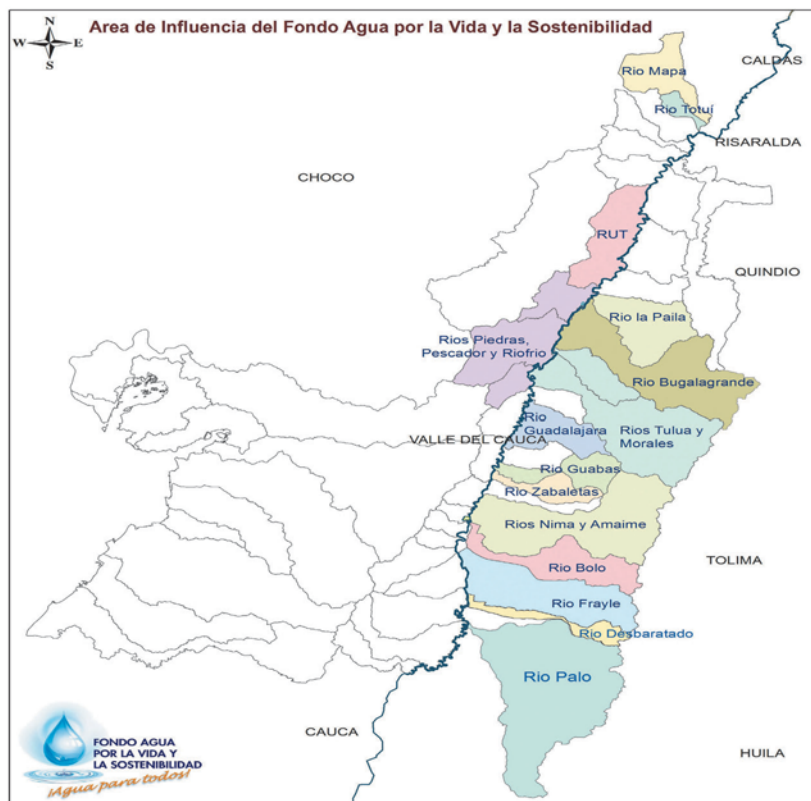 Area de Influencia del Fondo Agua por la Vida y la Sostenibilidad
N
W
E
S
CALDAS
Rio Mapa
Rio Totuí
RISARALDA
CHOCO
RUT
QUINDIO
Rio la Paila
Rios Piedras,
Pescador y Riofrio
Rio Bugalagrande
Rio
Guadalajara
Rios Tulua y
Morales
VALLE DEL CAUCA
Rio Guabas
Rio Zabaletas
Rios Nima y Amaime
TOLIMA
Rio Bolo
Rio Frayle
Rio Desbaratado
Rio Palo
CAUCA
HUILA
FONDO AGUA
POR LA VIDA Y
LA SOSTENIBILIDAD
¡Agua para todos!